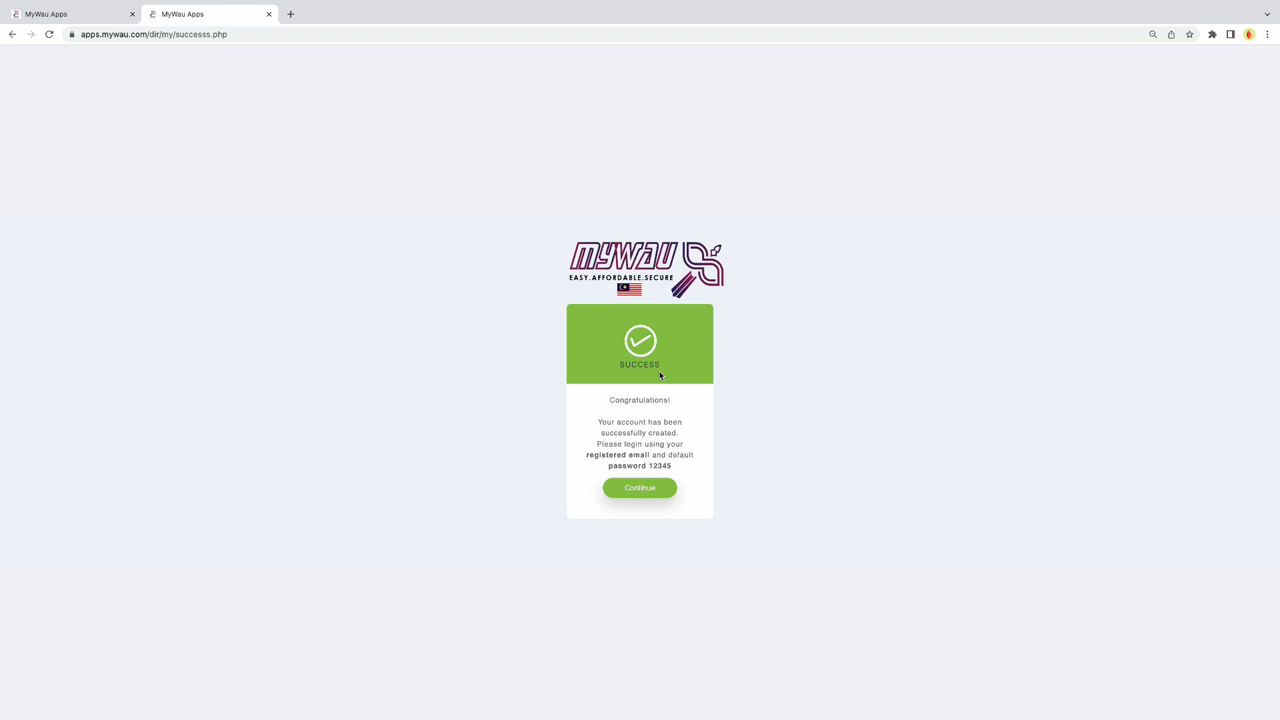 MyWau Apps
MyWau Apps
apps.mywau.com/dir/my/successs.php
MYWAU
EASY.AFFORDABLE.SECURE
SUCCESS
Congratulations!
Your account has been
successfully created.
Please login using your
registered email and default
password 12345
Continue